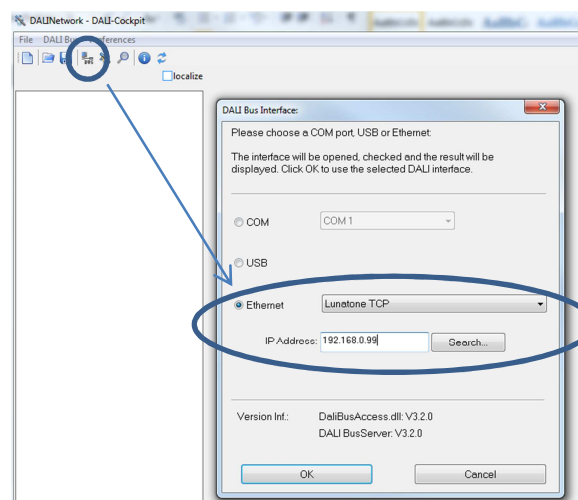 DALINetwork - DALI-Cockpit
File DALI Bus Preferences
localize
DALI Bus Interface:
Please choose a COM port, USB or Ethernet:
The interface will be opened, checked and the result will be
displayed. Click OK to use the selected DALI interface.
COM COM 1
USB
Ethernet Lunatone TCP
IP Address: 192.168.0.99 Search...
Version Inf.: DaliBusAccess.dll: V3.2.0
DALI BusServer: V3.2.0
OK Cancel